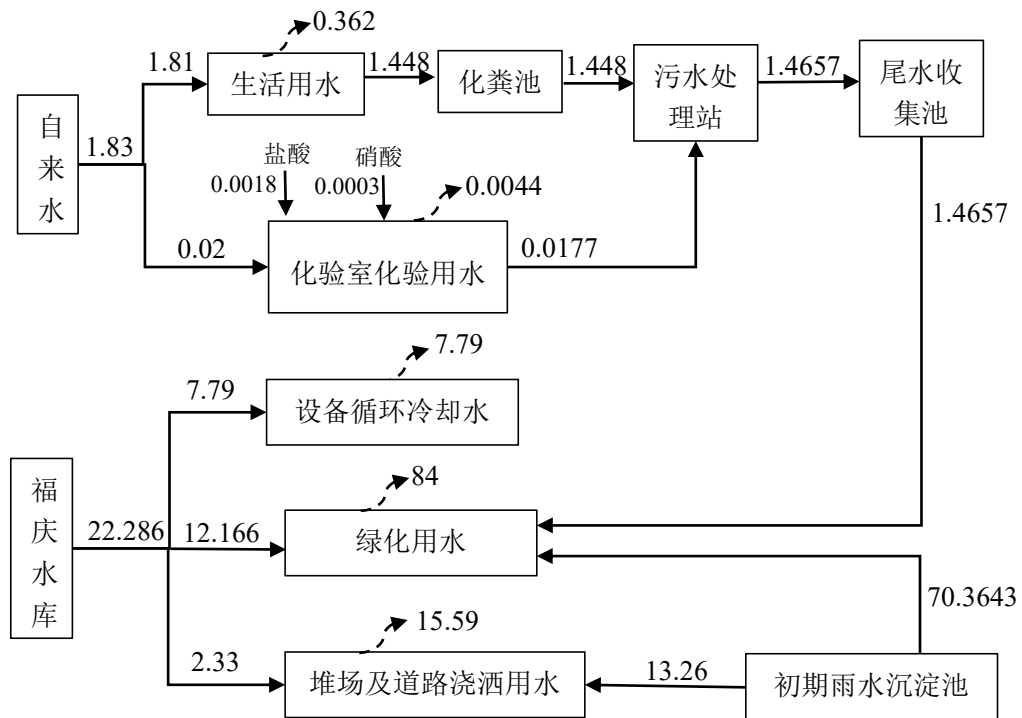 0.362
1.81
生活用水
1.448
化粪池
1.448
污水处
理站
1.4657
尾水收
集池
自来水
1.83
盐酸
0.0018
硝酸
0.0003
0.0044
1.4657
0.02
化验室化验用水
0.0177
7.79
7.79
设备循环冷却水
84
福庆水库
22.286
12.166
绿化用水
70.3643
15.59
2.33
堆场及道路浇洒用水
13.26
初期雨水沉淀池